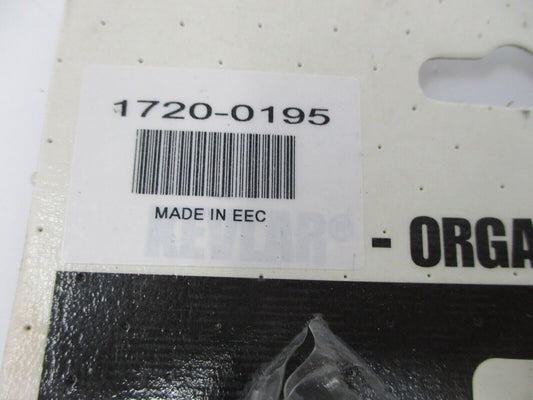 1720-0195
MADE IN EEC
KEVLAR® - ORGA